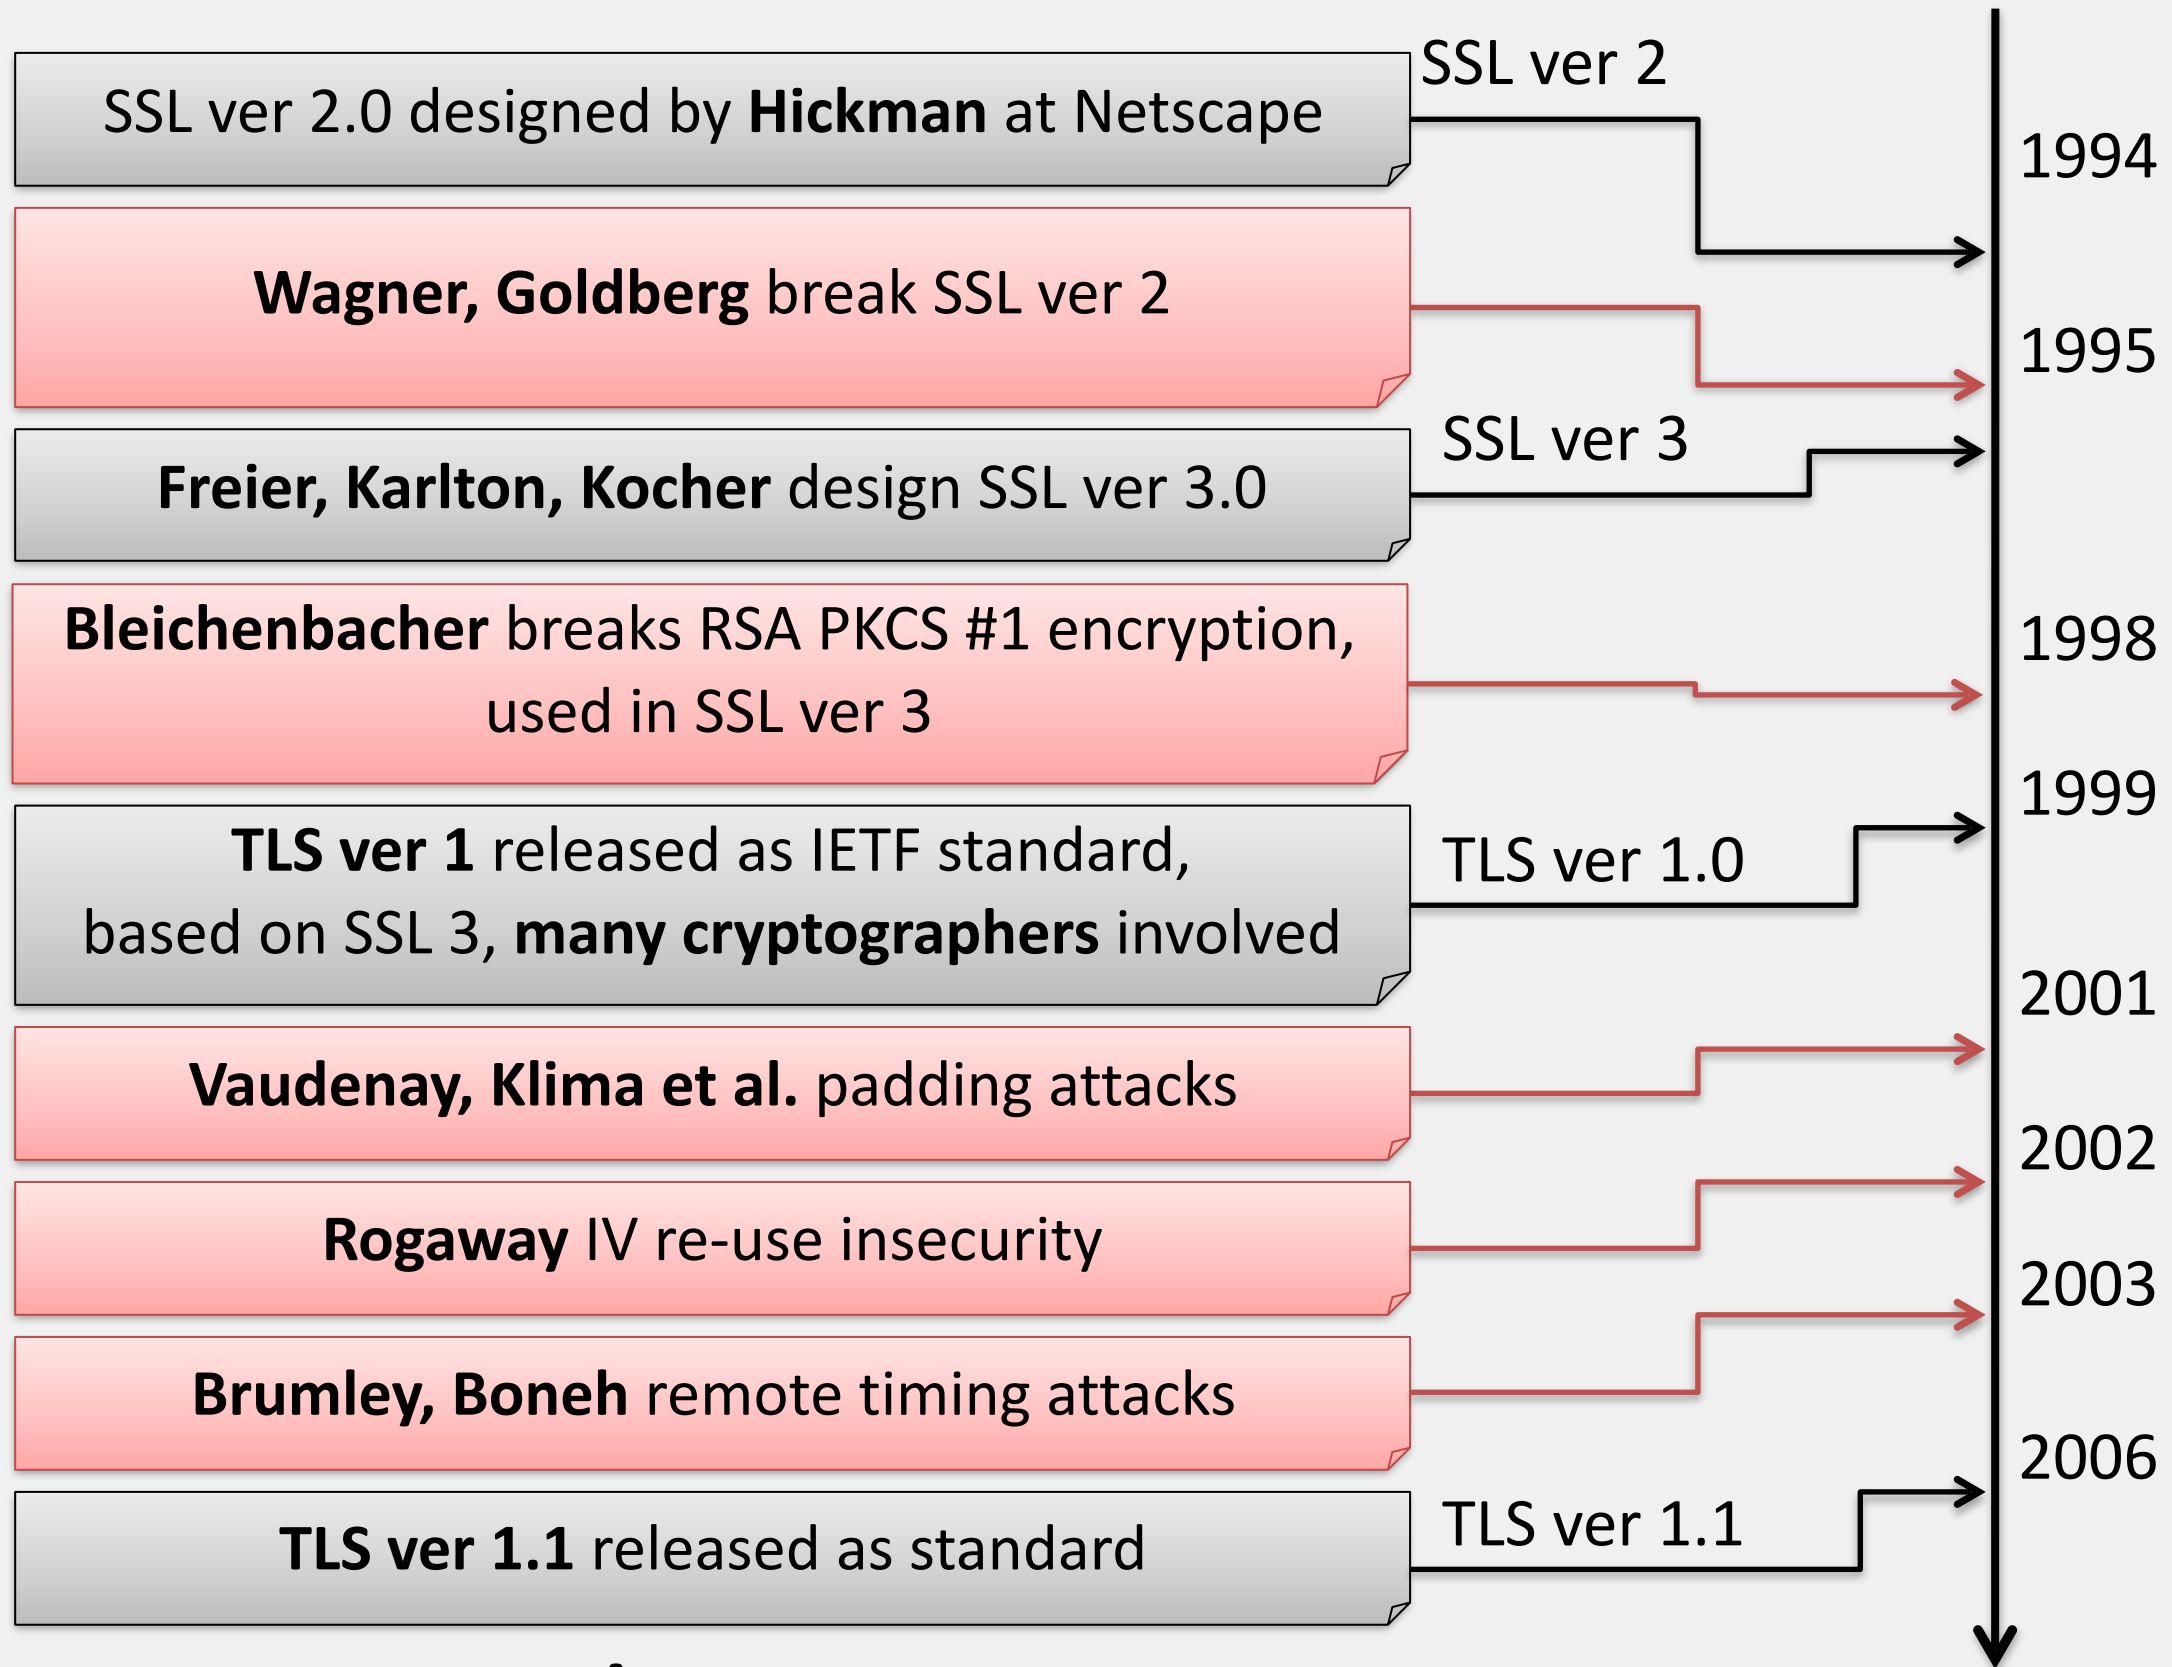 SSL ver 2.0 designed by Hickman at Netscape
SSL ver 2
1994
Wagner, Goldberg break SSL ver 2
1995
Freier, Karlton, Kocher design SSL ver 3.0
SSL ver 3
Bleichenbacher breaks RSA PKCS #1 encryption,
used in SSL ver 3
1998
1999
TLS ver 1 released as IETF standard,
based on SSL 3, many cryptographers involved
TLS ver 1.0
2001
Vaudenay, Klima et al. padding attacks
2002
Rogaway IV re-use insecurity
2003
Brumley, Boneh remote timing attacks
2006
TLS ver 1.1 released as standard
TLS ver 1.1